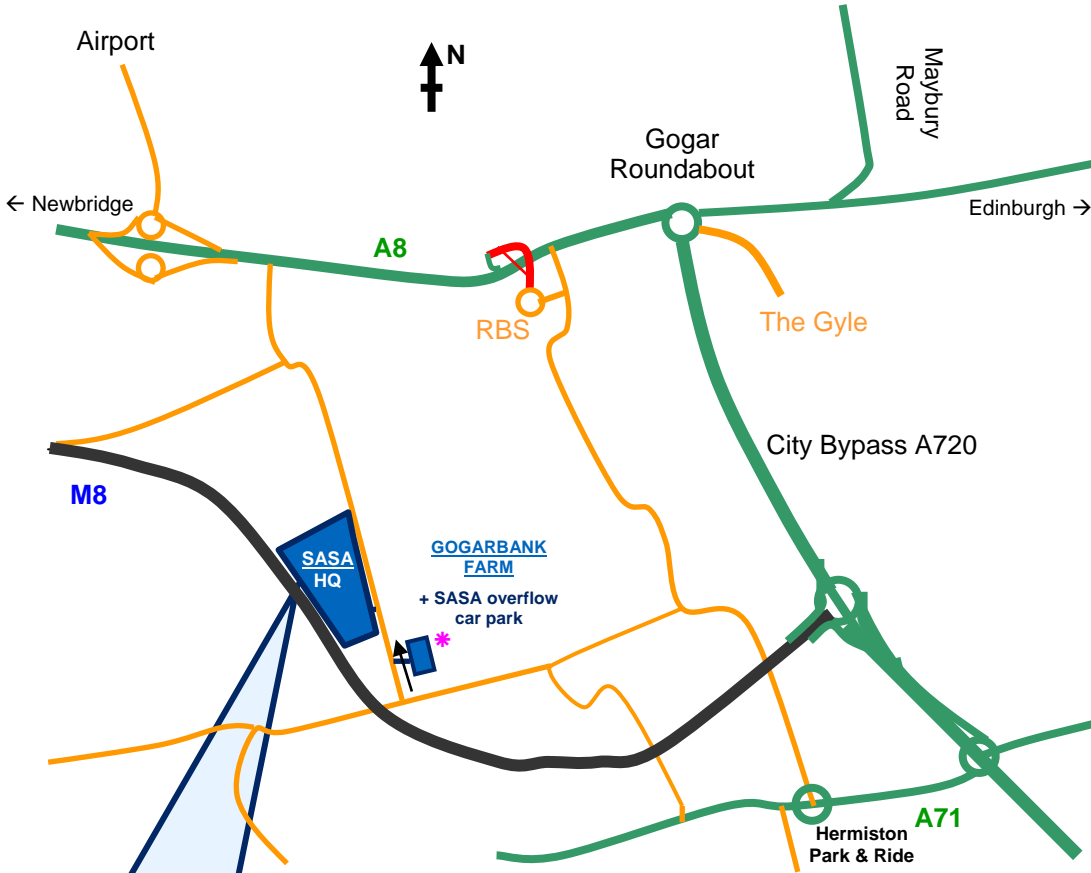 Airport
N
Maybury
Road
Gogar
Roundabout
← Newbridge
Edinburgh →
A8
RBS
The Gyle
City Bypass A720
M8
SASA
HQ
GOGARBANK
FARM
+ SASA overflow
car park
*
A71
Hermiston
Park & Ride